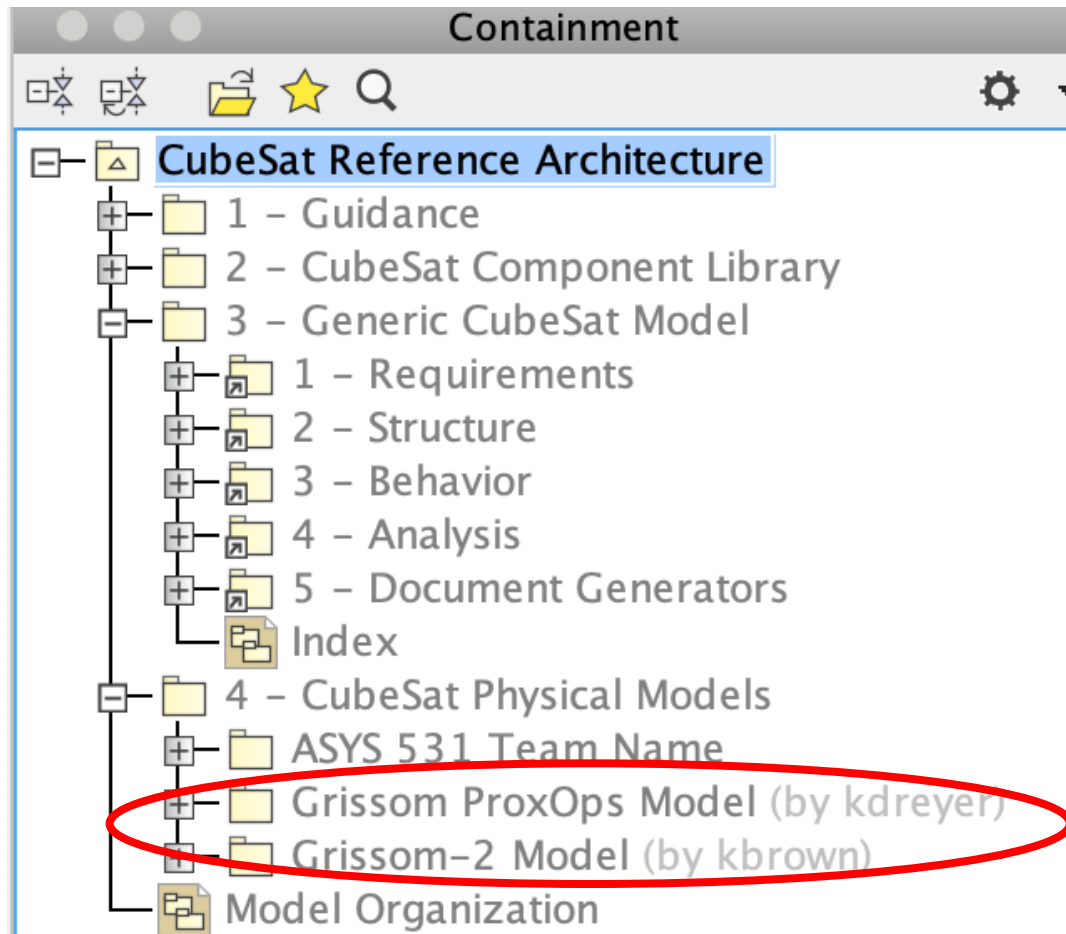 Containment
CubeSat Reference Architecture
1 – Guidance
2 – CubeSat Component Library
3 – Generic CubeSat Model
1 – Requirements
2 – Structure
3 – Behavior
4 – Analysis
5 – Document Generators
Index
4 – CubeSat Physical Models
ASYS 531 Team Name
Grissom ProxOps Model (by kdreyer)
Grissom–2 Model (by kbrown)
Model Organization